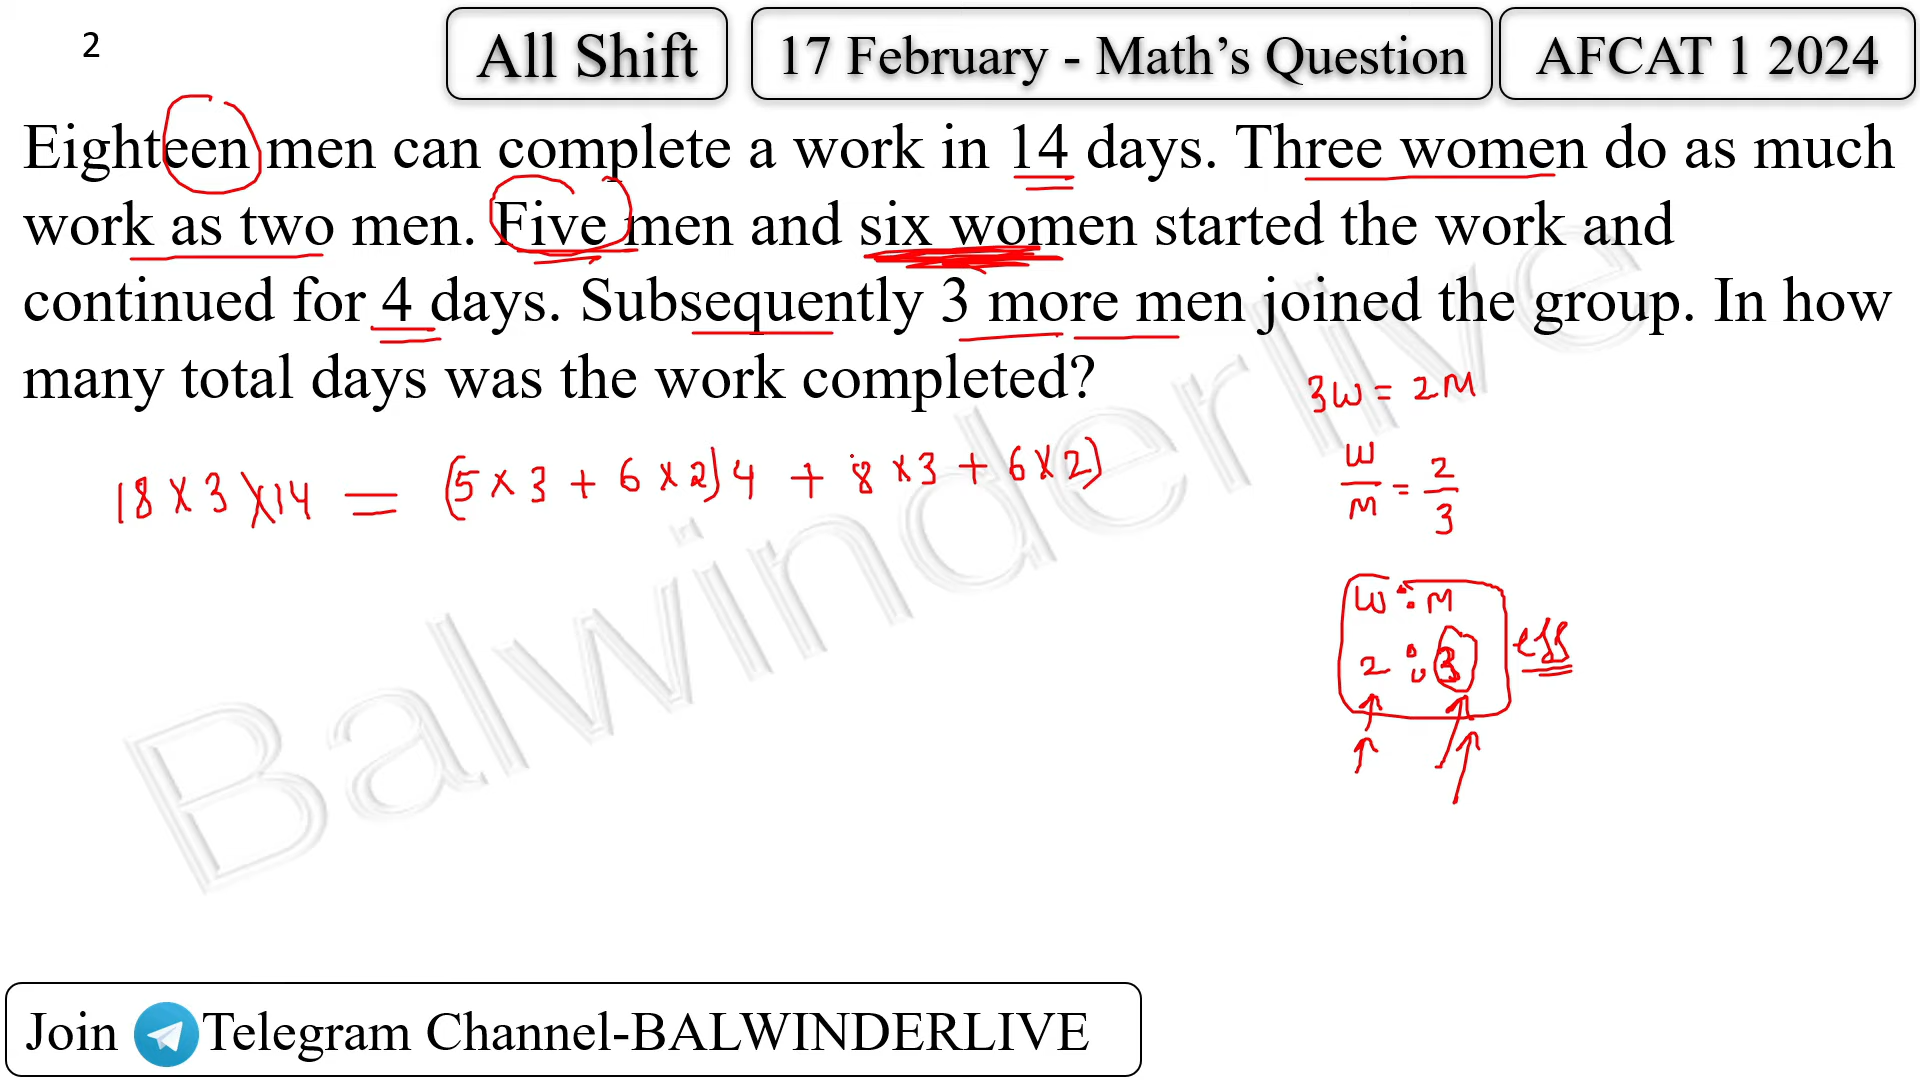 2
All Shift
17 February - Math’s Question
AFCAT 1 2024
Eighteen men can complete a work in 14 days. Three women do as much
work as two men. Five men and six women started the work and
continued for 4 days. Subsequently 3 more men joined the group. In how
many total days was the work completed?
3W = 2M
18 × 3 × 14 = (5 × 3 + 6 × 2) 4 + 8 × 3 + 6 × 2)
W/M = 2/3
W : M
2 : 3
eff
Balwinderlive
Join Telegram Channel-BALWINDERLIVE